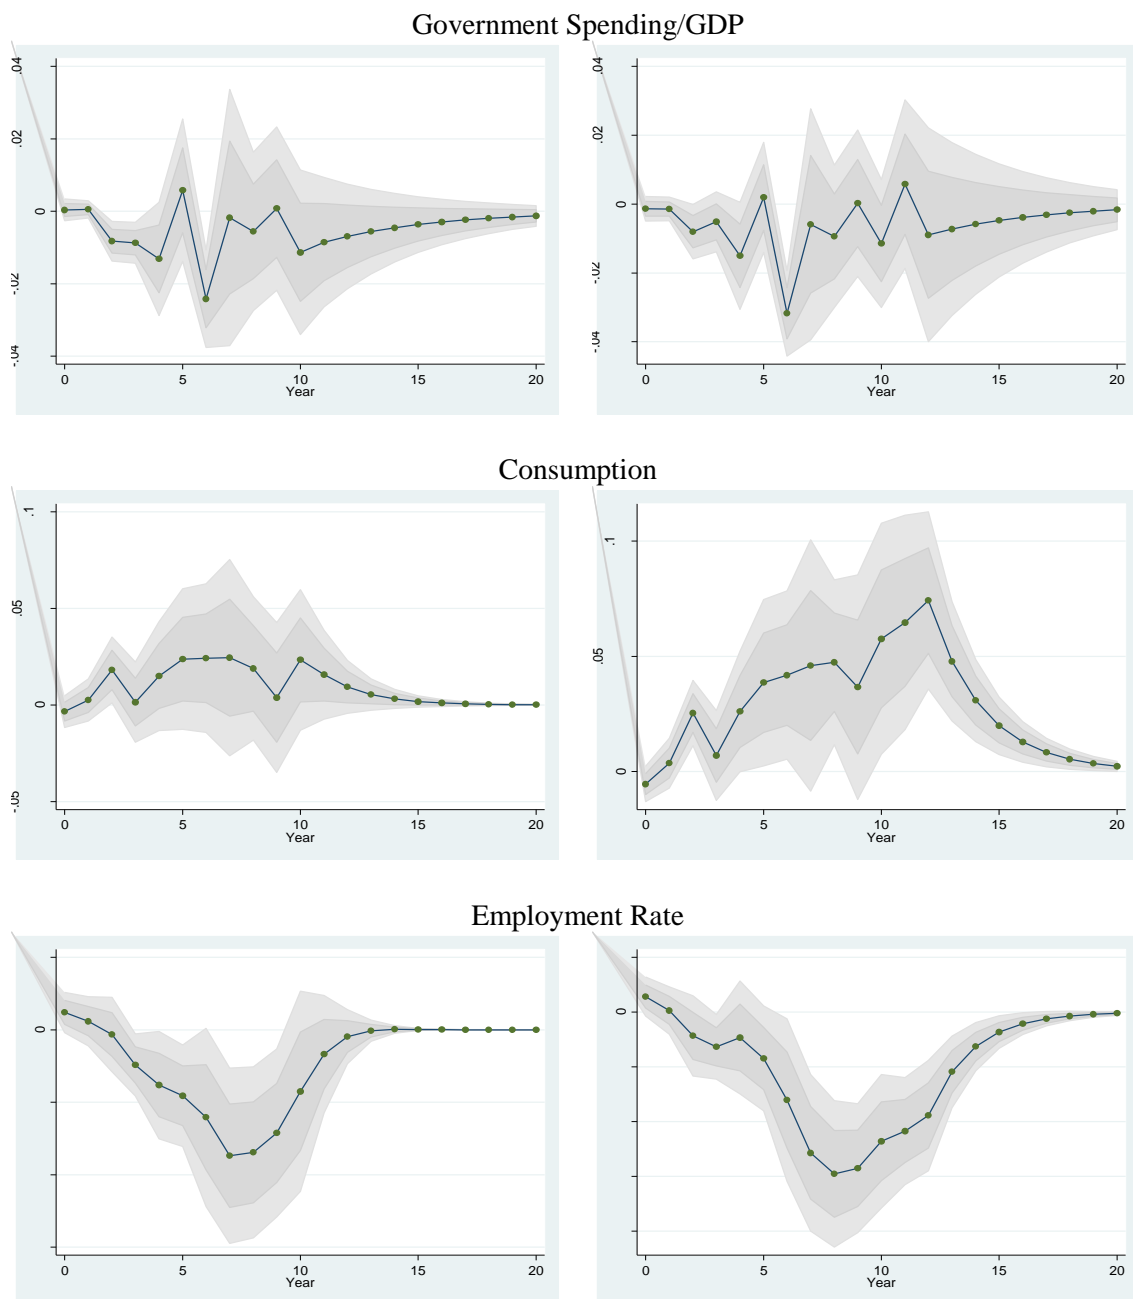 Government Spending/GDP
.04 .02 0 -.02 -.04
0 5 10 15 20
Year
.04 .02 0 -.02 -.04
0 5 10 15 20
Year
Consumption
.1 .05 0 -.05
0 5 10 15 20
Year
.1 .05 0
0 5 10 15 20
Year
Employment Rate
0
0 5 10 15 20
Year
0
0 5 10 15 20
Year